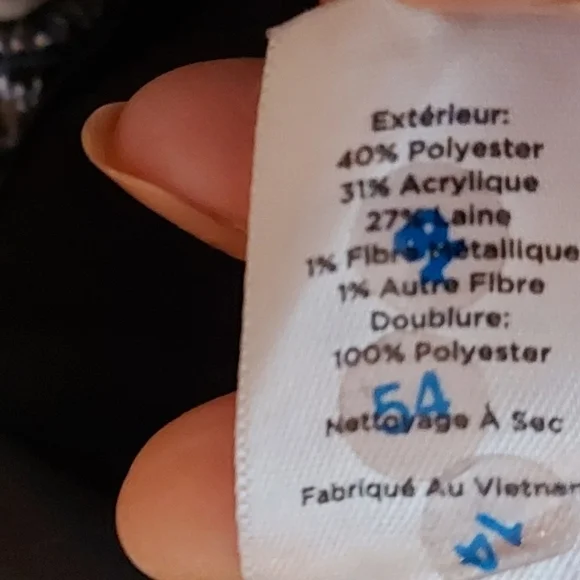 Extérieur:
40% Polyester
31% Acrylique
27% Laine
1% Fibre Métallique
1% Autre Fibre
Doublure:
100% Polyester
54
Nettoyage À Sec
Fabriqué Au Vietnam
14